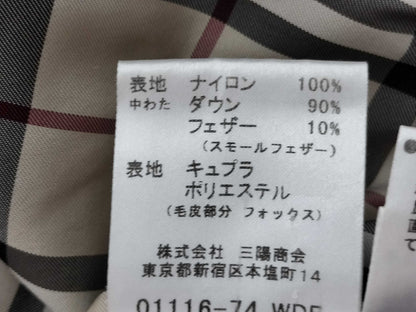 表地 ナイロン 100%
中わた ダウン 90%
フェザー 10%
(スモールフェザー)
表地 キュプラ
ポリエステル
(毛皮部分 フォックス)
株式会社 三陽商会
東京都新宿区本塩町14
01116-74 WDF